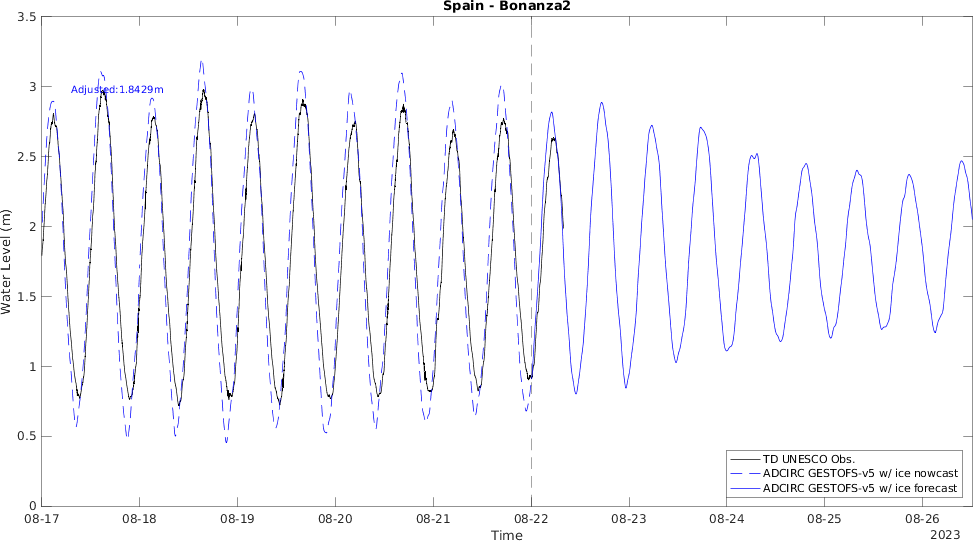 Spain - Bonanza2
Adjusted:1.8429m
Water Level (m)
3.5
3
2.5
2
1.5
1
0.5
0
08-17
08-18
08-19
08-20
08-21
08-22
08-23
08-24
08-25
08-26
Time
2023
TD UNESCO Obs.
ADCIRC GESTOFS-v5 w/ ice nowcast
ADCIRC GESTOFS-v5 w/ ice forecast